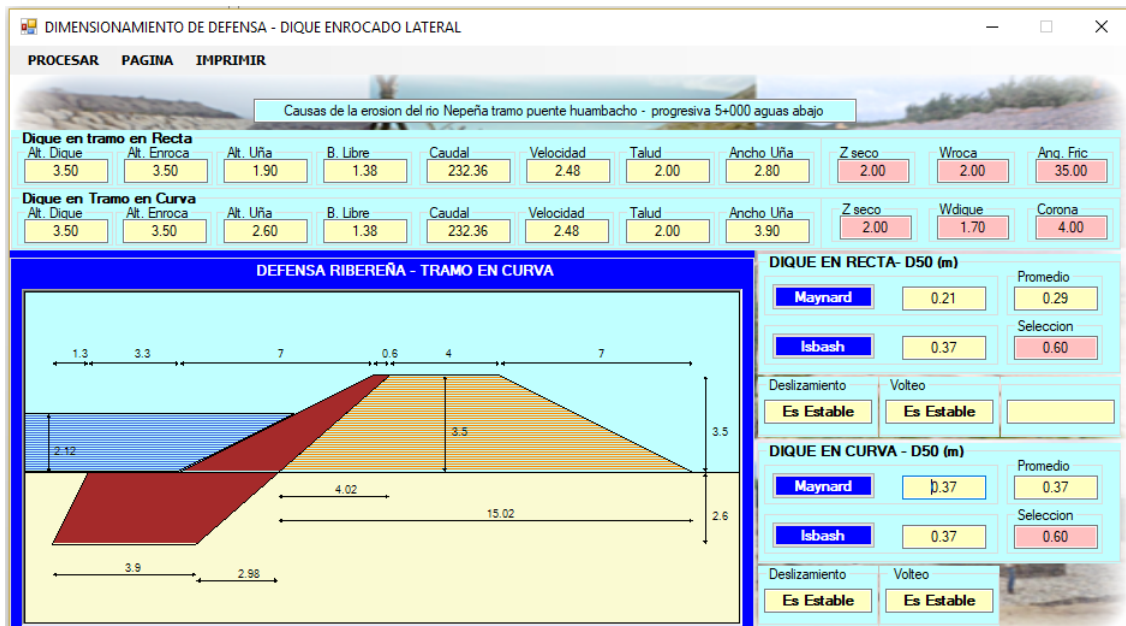 DIMENSIONAMIENTO DE DEFENSA - DIQUE ENROCADO LATERAL
PROCESAR PAGINA IMPRIMIR
Causas de la erosion del rio Nepeña tramo puente huambacho - progresiva 5+000 aguas abajo
Dique en tramo en Recta
Alt. Dique Alt. Enroca Alt. Uña B. Libre Caudal Velocidad Talud Ancho Uña Z seco Wroca Ang. Fric
3.50 3.50 1.90 1.38 232.36 2.48 2.00 2.80 2.00 2.00 35.00
Dique en Tramo en Curva
Alt. Dique Alt. Enroca Alt. Uña B. Libre Caudal Velocidad Talud Ancho Uña Z seco Wdique Corona
3.50 3.50 2.60 1.38 232.36 2.48 2.00 3.90 2.00 1.70 4.00
DEFENSA RIBEREÑA - TRAMO EN CURVA
1.3 3.3 7 0.6 4 7
2.12 3.5 3.5
4.02
15.02 2.6
3.9 2.98
DIQUE EN RECTA- D50 (m)
Promedio
Maynard 0.21 0.29
Seleccion
Isbash 0.37 0.60
Deslizamiento Volteo
Es Estable Es Estable
DIQUE EN CURVA - D50 (m)
Promedio
Maynard 0.37 0.37
Seleccion
Isbash 0.37 0.60
Deslizamiento Volteo
Es Estable Es Estable